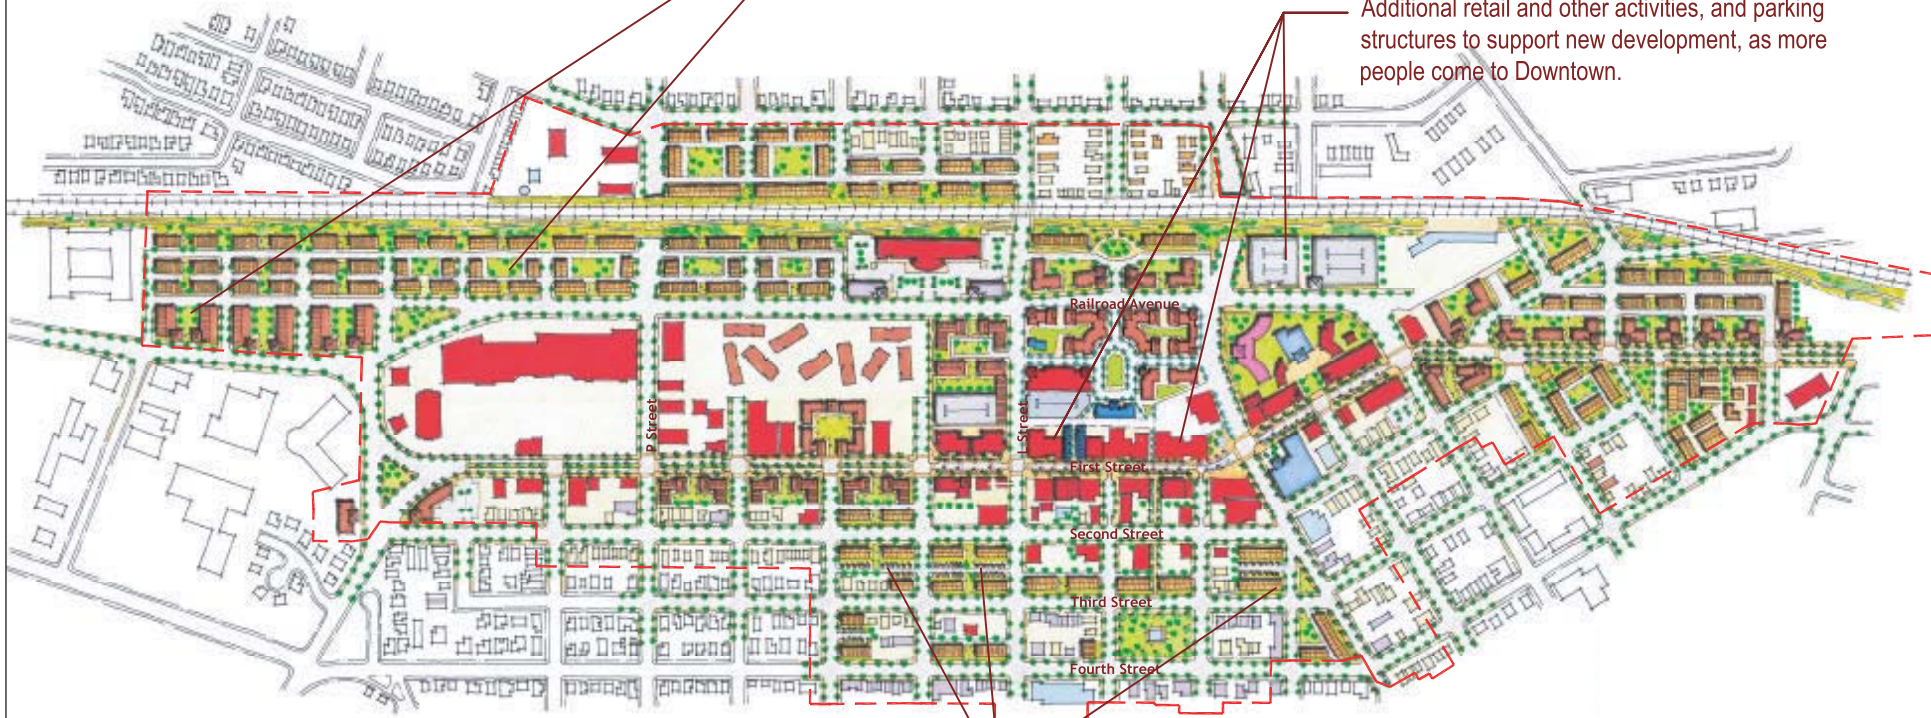 Additional retail and other activities, and parking
structures to support new development, as more
people come to Downtown.
Railroad Avenue
P Street
L Street
First Street
Second Street
Third Street
Fourth Street